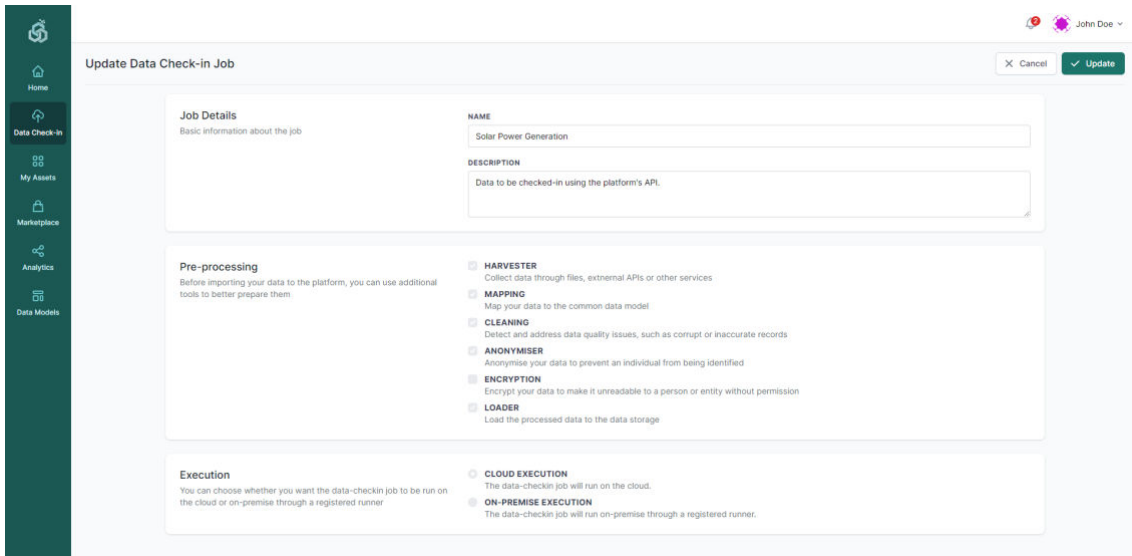 2
John Doe
Home
Data Check-in
My Assets
Marketplace
Analytics
Data Models
Update Data Check-in Job
Cancel
Update
Job Details
Basic information about the job
NAME
Solar Power Generation
DESCRIPTION
Data to be checked-in using the platform's API.
Pre-processing
Before importing your data to the platform, you can use additional
tools to better prepare them
HARVESTER
Collect data through files, extnernal APIs or other services
MAPPING
Map your data to the common data model
CLEANING
Detect and address data quality issues, such as corrupt or inaccurate records
ANONYMISER
Anonymise your data to prevent an individual from being identified
ENCRYPTION
Encrypt your data to make it unreadable to a person or entity without permission
LOADER
Load the processed data to the data storage
Execution
You can choose whether you want the data-checkin job to be run on
the cloud or on-premise through a registered runner
CLOUD EXECUTION
The data-checkin job will run on the cloud.
ON-PREMISE EXECUTION
The data-checkin job will run on-premise through a registered runner.